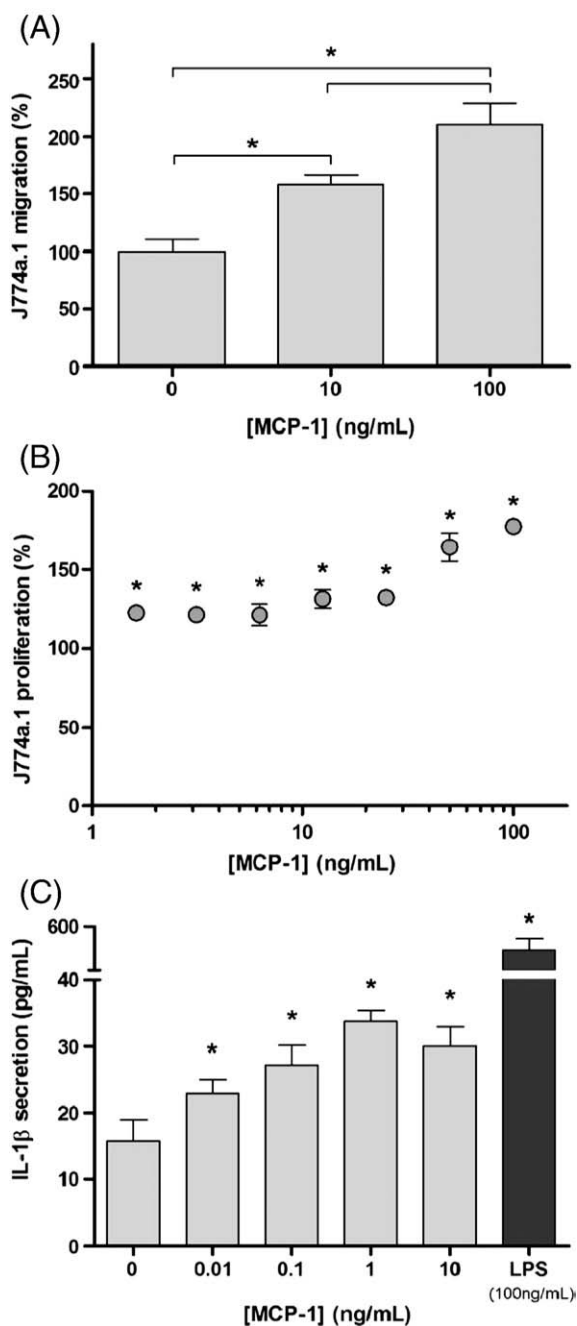 (A)
J774a.1 migration (%)
250
200
150
100
50
0
*
*
0 10 100
[MCP-1] (ng/mL)
(B)
J774a.1 proliferation (%)
200
150
100
50
0
* * * * * * *
1 10 100
[MCP-1] (ng/mL)
(C)
IL-1β secretion (pg/mL)
600
40
30
20
10
0
* * * * *
0 0.01 0.1 1 10 LPS
(100ng/mL)
[MCP-1] (ng/mL)